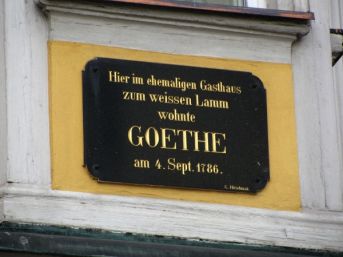 Hier im ehemaligen Gasthaus
zum weissen Lamm
wohnte
GOETHE
am 4. Sept. 1786.